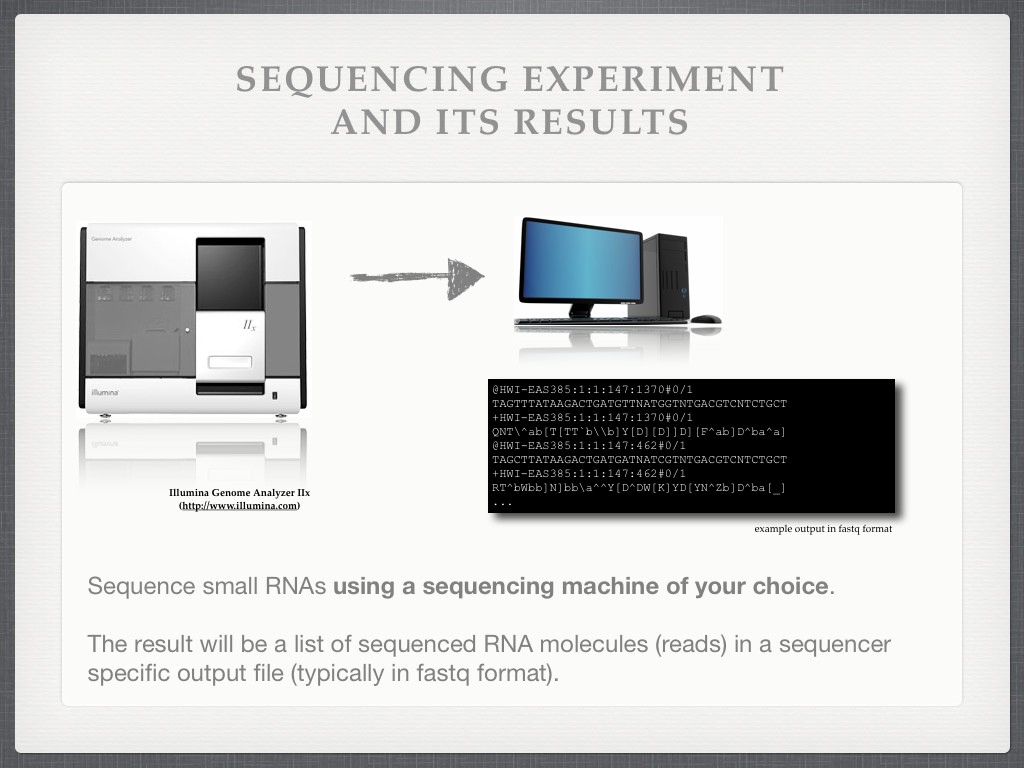 SEQUENCING EXPERIMENT
AND ITS RESULTS
Genome Analyzer
IIx
illumina
Illumina Genome Analyzer IIx
(http://www.illumina.com)
@HWI-EAS385:1:1:147:1370#0/1
TAGTTTATAAGACTGATGTTNATGGTNTGACGTCNTCTGCT
+HWI-EAS385:1:1:147:1370#0/1
QNT\^ab[T[TT`b\\b]Y[D][D]]D][F^ab]D^ba^a]
@HWI-EAS385:1:1:147:462#0/1
TAGCTTATAAGACTGATGATNATCGTNTGACGTCNTCTGCT
+HWI-EAS385:1:1:147:462#0/1
RT^bWbb]N]bb\a^^Y[D^DW[K]YD[YN^Zb]D^ba[_]
...
example output in fastq format
Sequence small RNAs using a sequencing machine of your choice.
The result will be a list of sequenced RNA molecules (reads) in a sequencer
specific output file (typically in fastq format).